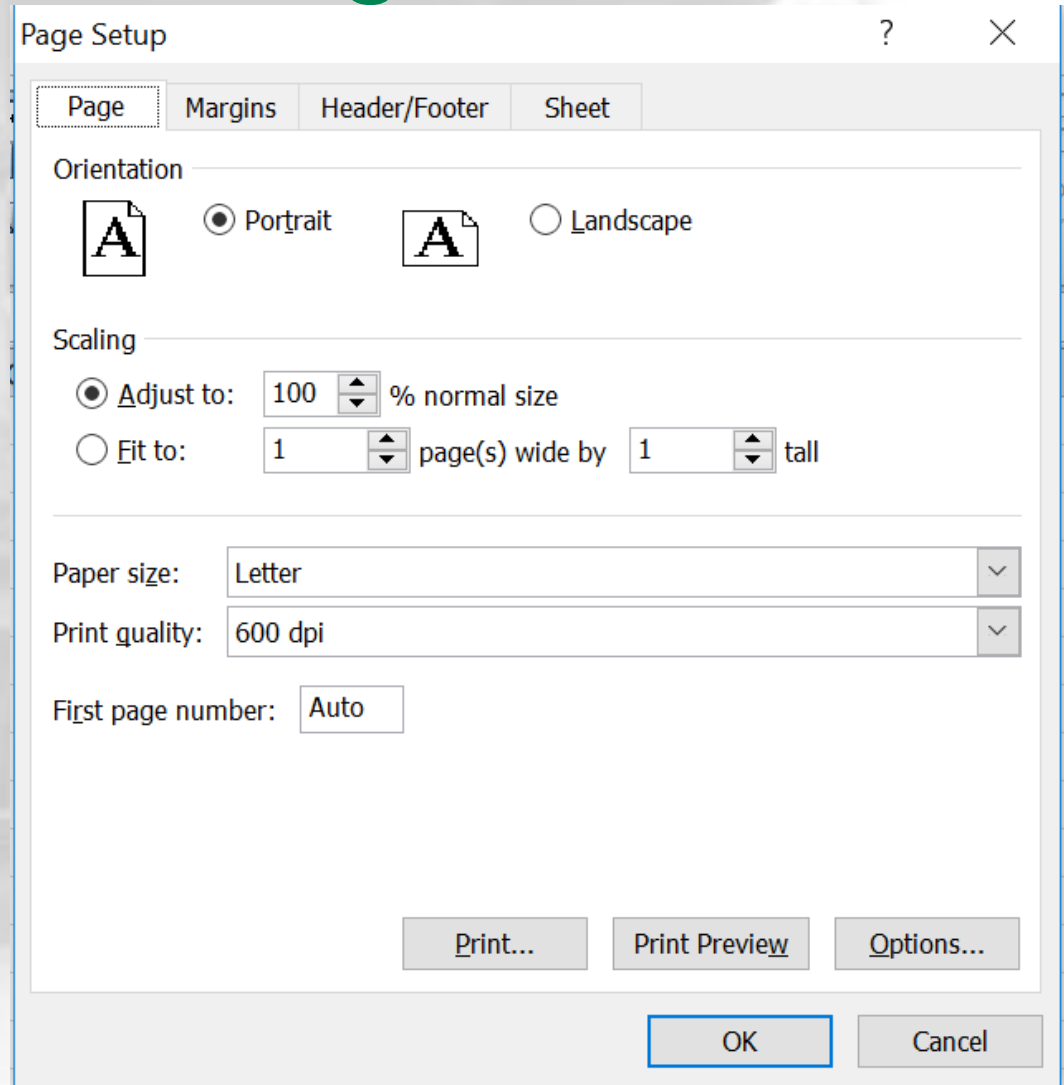 Page Setup ?
Page Margins Header/Footer Sheet
Orientation
A Portrait A Landscape
Scaling
Adjust to: 100 % normal size
Fit to: 1 page(s) wide by 1 tall
Paper size: Letter
Print quality: 600 dpi
First page number: Auto
Print... Print Preview Options...
OK Cancel